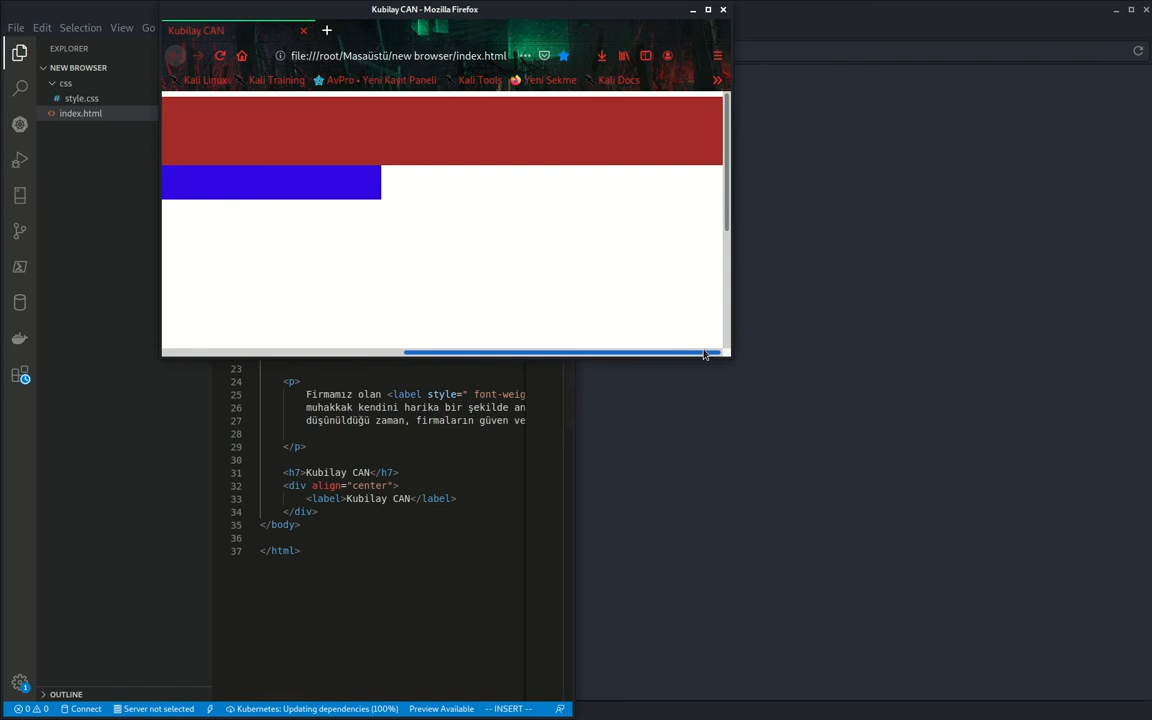 Kubilay CAN - Mozilla Firefox
File Edit Selection View Go
Kubilay CAN
file:///root/Masaüstü/new browser/index.html
Kali Linux Kali Training AvPro • Yeni Kayıt Paneli Kali Tools Yeni Sekme Kali Docs
EXPLORER
NEW BROWSER
css
# style.css
<> index.html
23
24 <p>
25 Firmamız olan <label style=" font-weig
26 muhakkak kendini harika bir şekilde an
27 düşünüldüğü zaman, firmaların güven ve
28
29 </p>
30
31 <h7>Kubilay CAN</h7>
32 <div align="center">
33 <label>Kubilay CAN</label>
34 </div>
35 </body>
36
37 </html>
1
OUTLINE
0 0 Connect Server not selected Kubernetes: Updating dependencies (100%) Preview Available -- INSERT --